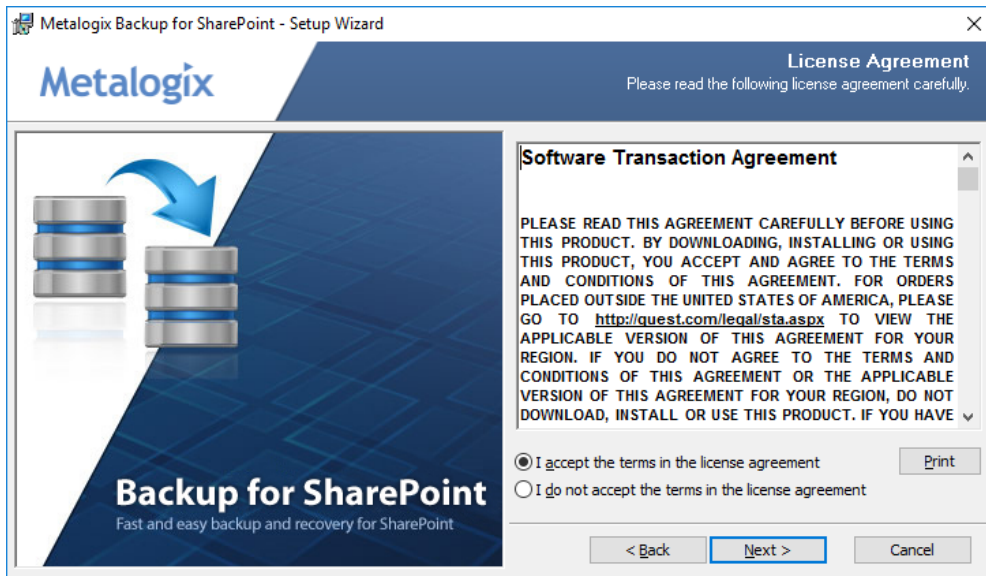 Metalogix Backup for SharePoint - Setup Wizard
Metalogix
License Agreement
Please read the following license agreement carefully.
Software Transaction Agreement
PLEASE READ THIS AGREEMENT CAREFULLY BEFORE USING
THIS PRODUCT. BY DOWNLOADING, INSTALLING OR USING
THIS PRODUCT, YOU ACCEPT AND AGREE TO THE TERMS
AND CONDITIONS OF THIS AGREEMENT. FOR ORDERS
PLACED OUTSIDE THE UNITED STATES OF AMERICA, PLEASE
GO TO http://quest.com/legal/sta.aspx TO VIEW THE
APPLICABLE VERSION OF THIS AGREEMENT FOR YOUR
REGION. IF YOU DO NOT AGREE TO THE TERMS AND
CONDITIONS OF THIS AGREEMENT OR THE APPLICABLE
VERSION OF THIS AGREEMENT FOR YOUR REGION, DO NOT
DOWNLOAD, INSTALL OR USE THIS PRODUCT. IF YOU HAVE
Backup for SharePoint
Fast and easy backup and recovery for SharePoint
I accept the terms in the license agreement
Print
I do not accept the terms in the license agreement
< Back
Next >
Cancel